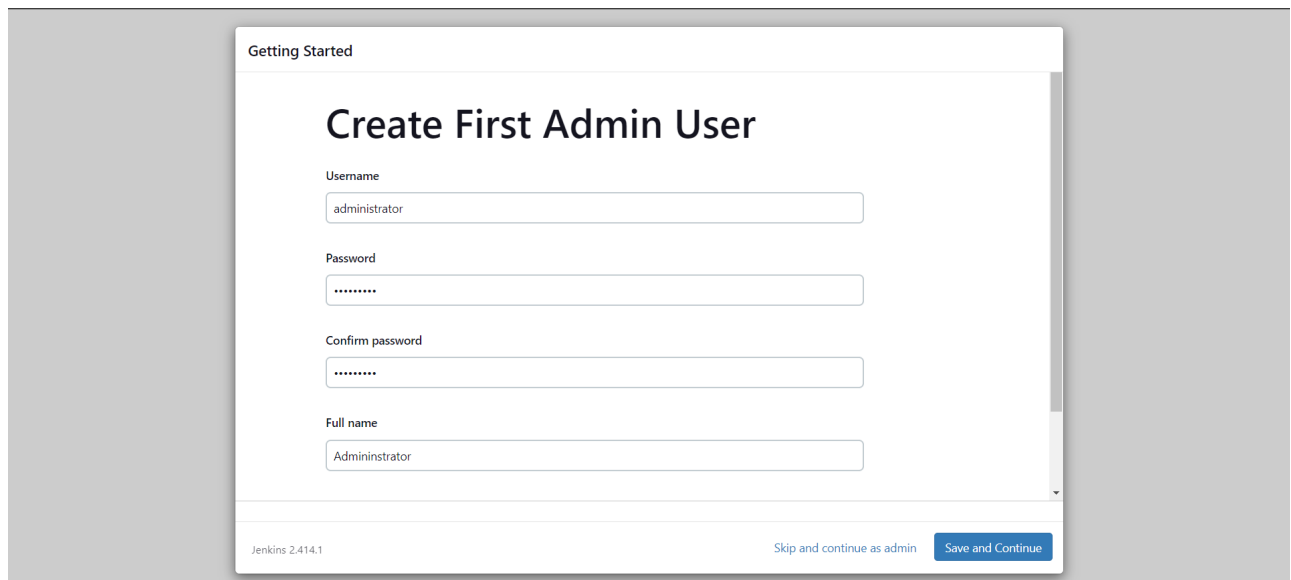 Getting Started
Create First Admin User
Username
administrator
Password
•••••••••
Confirm password
•••••••••
Full name
Admininstrator
Jenkins 2.414.1
Skip and continue as admin
Save and Continue